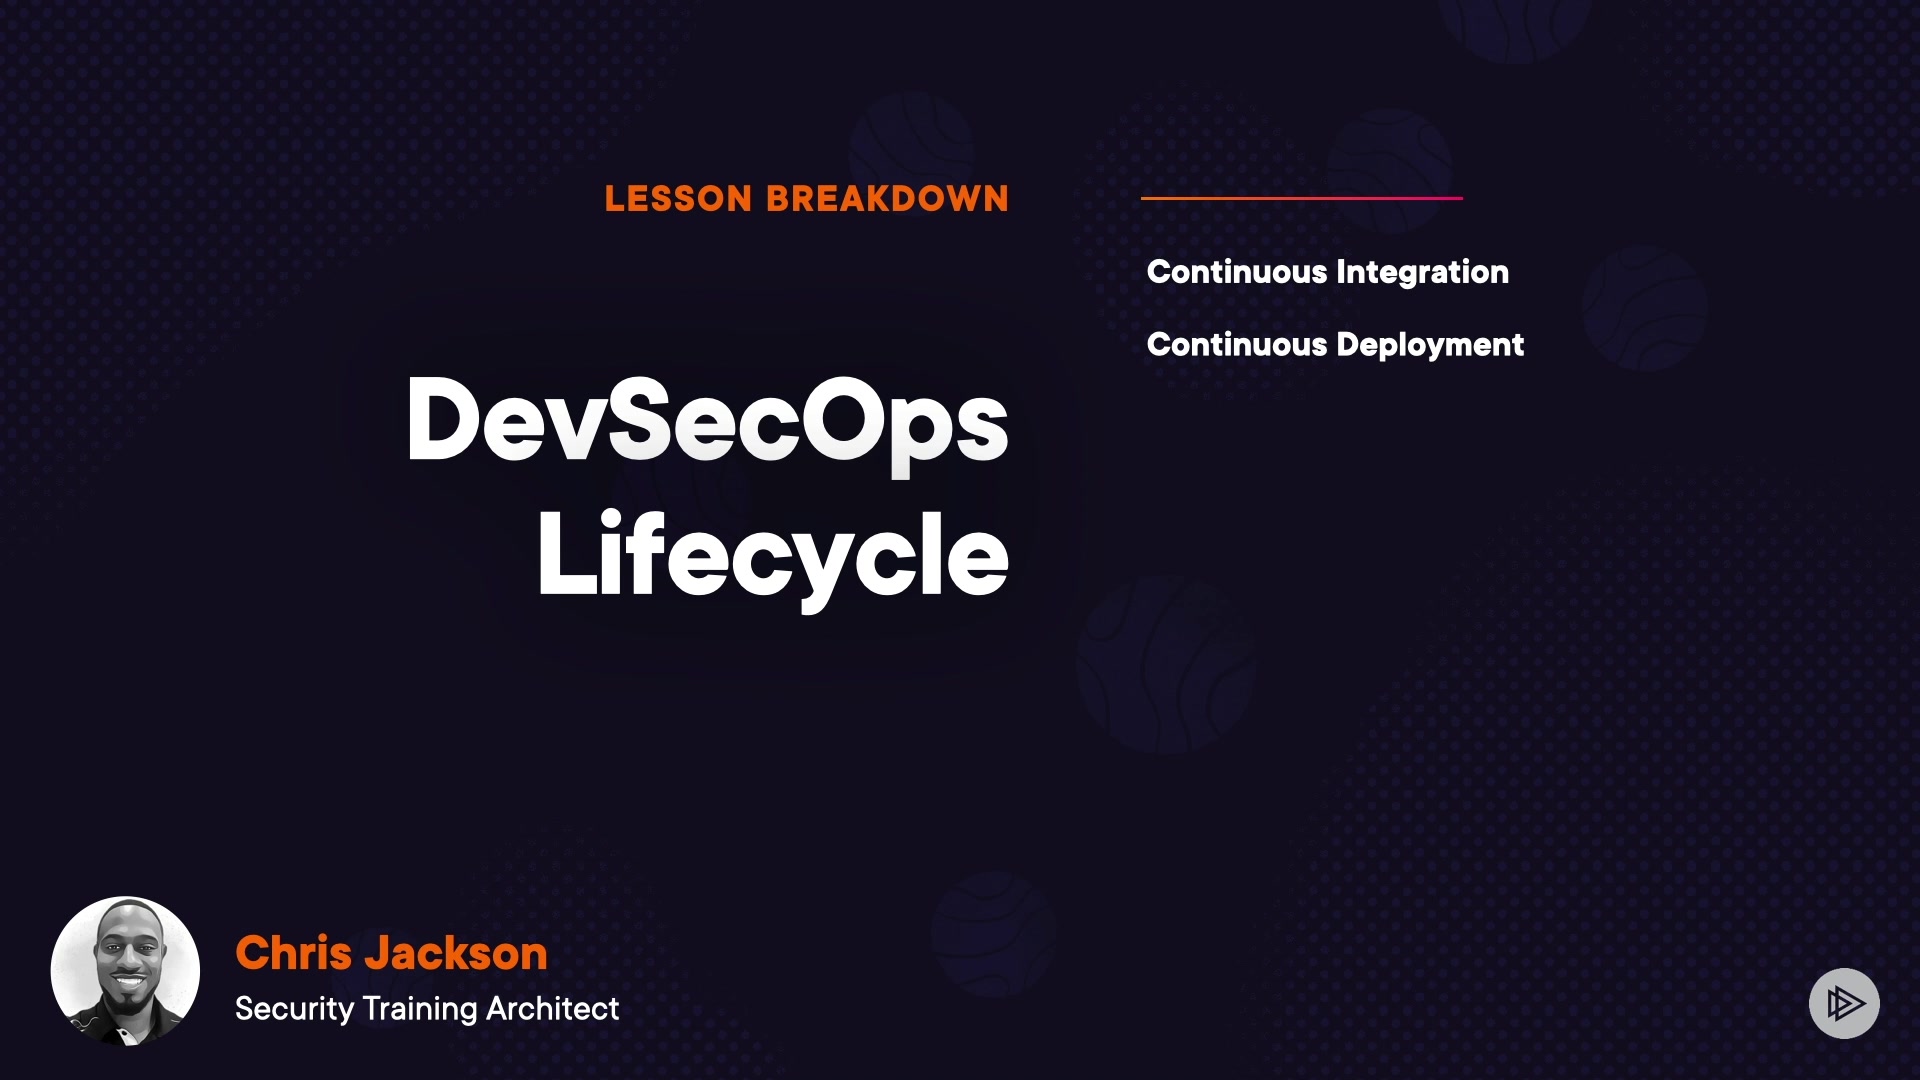 LESSON BREAKDOWN
DevSecOps
Lifecycle
Continuous Integration
Continuous Deployment
Chris Jackson
Security Training Architect